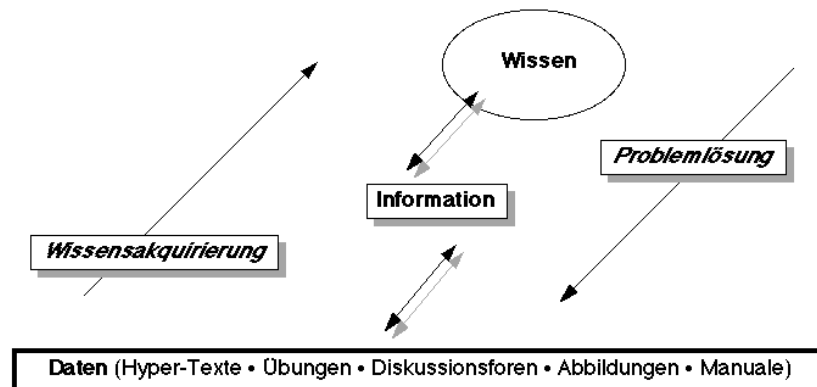 Wissen
Problemlösung
Information
Wissensakquirierung
Daten (Hyper-Texte • Übungen • Diskussionsforen • Abbildungen • Manuale)